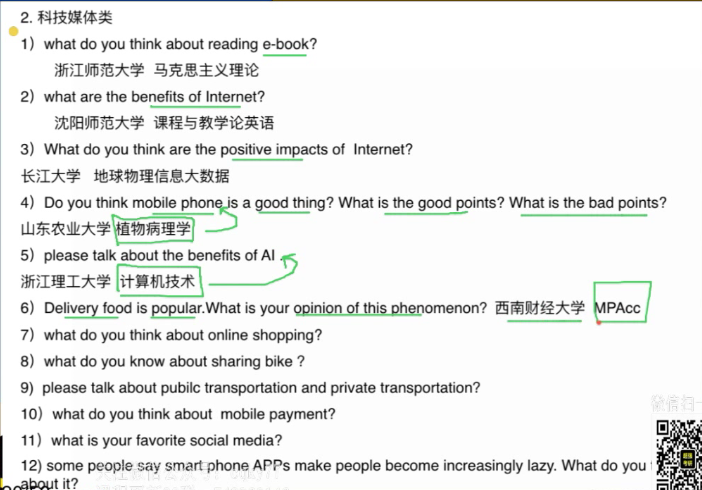 2. 科技媒体类
1）what do you think about reading e-book?
浙江师范大学 马克思主义理论
2）what are the benefits of Internet?
沈阳师范大学 课程与教学论英语
3）What do you think are the positive impacts of Internet?
长江大学 地球物理信息大数据
4）Do you think mobile phone is a good thing? What is the good points? What is the bad points?
山东农业大学 植物病理学
5）please talk about the benefits of AI
浙江理工大学 计算机技术
6）Delivery food is popular.What is your opinion of this phenomenon? 西南财经大学 MPAcc
7）what do you think about online shopping?
8）what do you know about sharing bike ?
9）please talk about pubilc transportation and private transportation?
10）what do you think about mobile payment?
11）what is your favorite social media?
12) some people say smart phone APPs make people become increasingly lazy. What do you
about it?
微信扫一